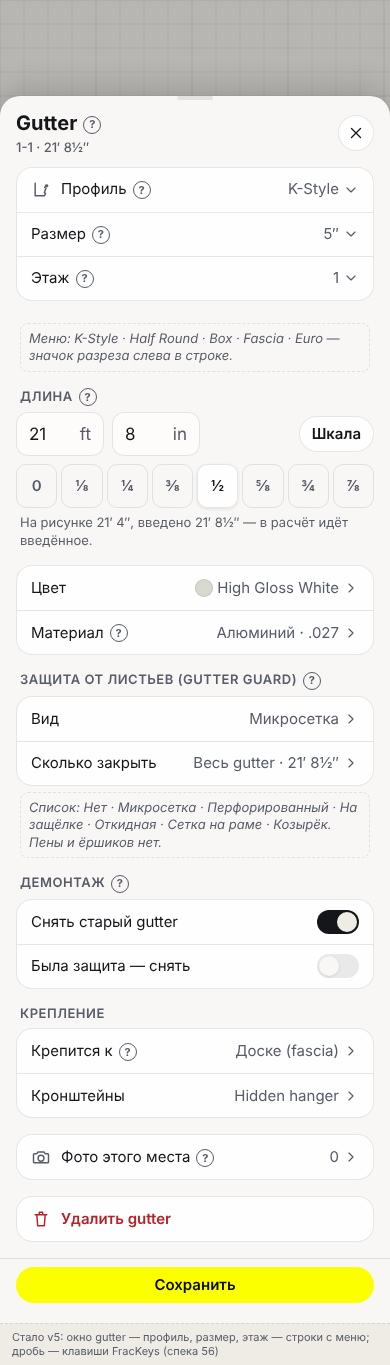 Gutter ?
1-1 · 21′ 8½″
Профиль ? K-Style
Размер ? 5″
Этаж ? 1
Меню: K-Style · Half Round · Box · Fascia · Euro —
значок разреза слева в строке.
ДЛИНА ?
21 ft 8 in Шкала
0 ⅛ ¼ ⅜ ½ ⅝ ¾ ⅞
На рисунке 21′ 4″, введено 21′ 8½″ — в расчёт идёт
введённое.
Цвет High Gloss White
Материал ? Алюминий · .027
ЗАЩИТА ОТ ЛИСТЬЕВ (GUTTER GUARD) ?
Вид Микросетка
Сколько закрыть Весь gutter · 21′ 8½″
Список: Нет · Микросетка · Перфорированный · На
защёлке · Откидная · Сетка на раме · Козырёк.
Пены и ёршиков нет.
ДЕМОНТАЖ ?
Снять старый gutter
Была защита — снять
КРЕПЛЕНИЕ
Крепится к ? Доске (fascia)
Кронштейны Hidden hanger
Фото этого места ? 0
Удалить gutter
Сохранить
Стало v5: окно gutter — профиль, размер, этаж — строки с меню;
дробь — клавиши FracKeys (спека 56)